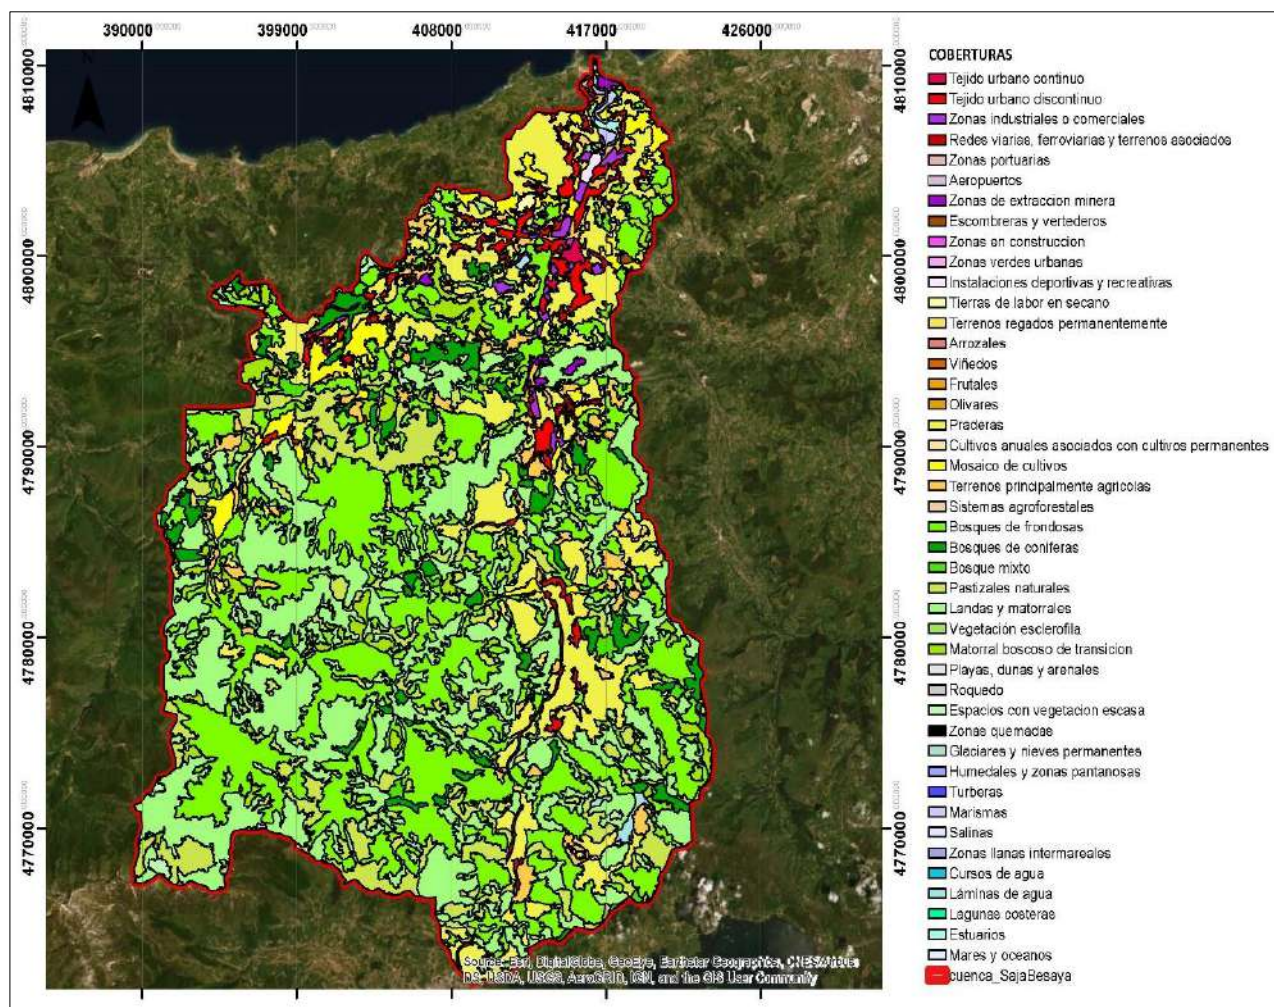 390000 399000 408000 417000 426000
4810000 4810000
4800000 4800000
4790000 4790000
4780000 4780000
4770000 4770000
COBERTURAS
Tejido urbano continuo
Tejido urbano discontinuo
Zonas industriales o comerciales
Redes viarias, ferroviarias y terrenos asociados
Zonas portuarias
Aeropuertos
Zonas de extraccion minera
Escombreras y vertederos
Zonas en construccion
Zonas verdes urbanas
Instalaciones deportivas y recreativas
Tierras de labor en secano
Terrenos regados permanentemente
Arrozales
Viñedos
Frutales
Olivares
Praderas
Cultivos anuales asociados con cultivos permanentes
Mosaico de cultivos
Terrenos principalmente agricolas
Sistemas agroforestales
Bosques de frondosas
Bosques de coniferas
Bosque mixto
Pastizales naturales
Landas y matorrales
Vegetación esclerofila
Matorral boscoso de transicion
Playas, dunas y arenales
Roquedo
Espacios con vegetacion escasa
Zonas quemadas
Glaciares y nieves permanentes
Humedales y zonas pantanosas
Turberas
Marismas
Salinas
Zonas llanas intermareales
Cursos de agua
Láminas de agua
Lagunas costeras
Estuarios
Mares y oceanos
cuenca_SajaBesaya
Source: Esri, DigitalGlobe, GeoEye, Earthstar Geographics, CNES/Airbus
DS, USDA, USGS, AeroGRID, IGN, and the GIS User Community